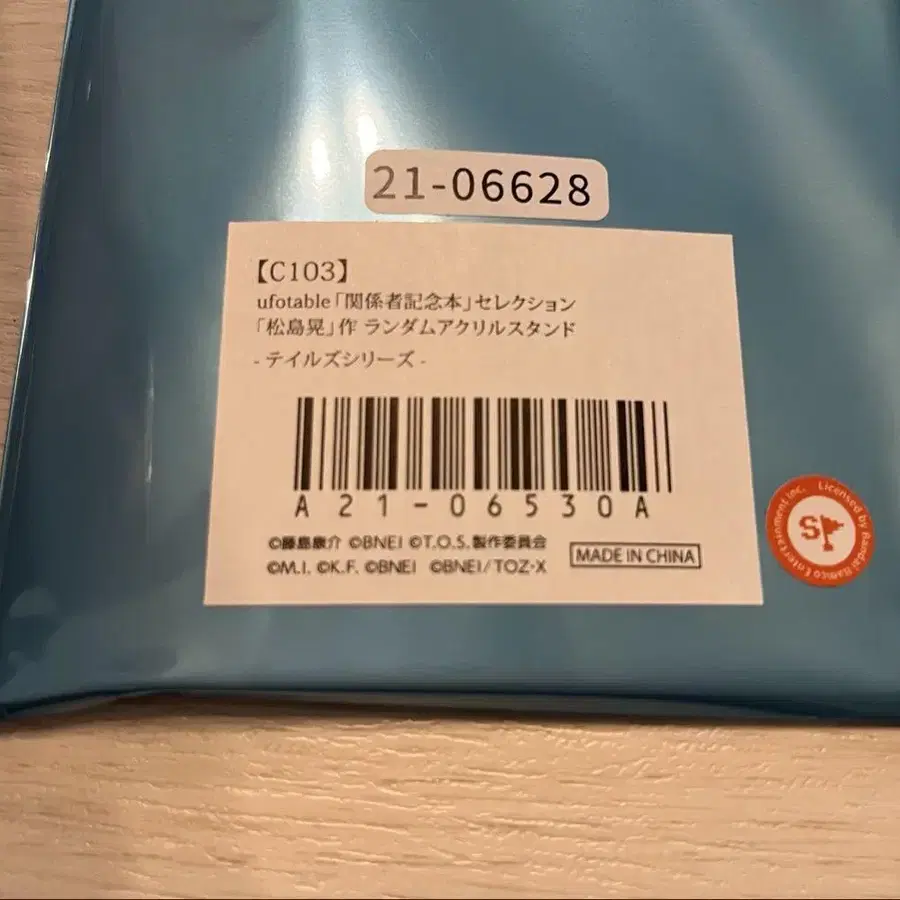 21-06628
【C103】
ufotable「関係者記念本」セレクション
「松島晃」作 ランダムアクリルスタンド
- テイルズシリーズ -
A21-06530A
©藤島康介 ©BNEI ©T.O.S.製作委員会
©M.I. ©K.F. ©BNEI ©BNEI/TOZ-X
MADE IN CHINA
Licensed by Bandai Namco Entertainment Inc.
SP